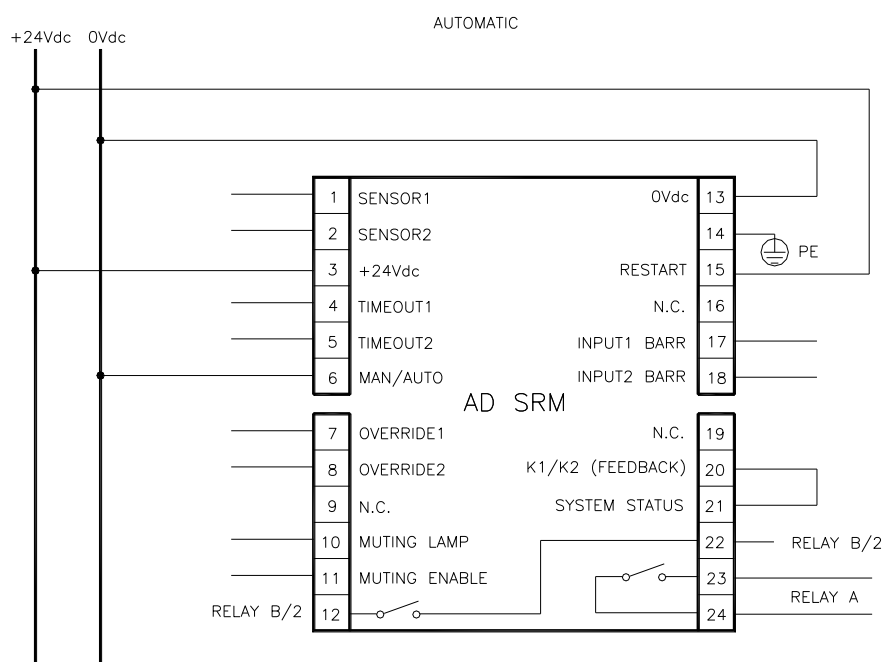 AUTOMATIC
+24Vdc 0Vdc
1 SENSOR1 0Vdc 13
2 SENSOR2 14
PE
3 +24Vdc RESTART 15
4 TIMEOUT1 N.C. 16
5 TIMEOUT2 INPUT1 BARR 17
6 MAN/AUTO INPUT2 BARR 18
AD SRM
7 OVERRIDE1 N.C. 19
8 OVERRIDE2 K1/K2 (FEEDBACK) 20
9 N.C. SYSTEM STATUS 21
10 MUTING LAMP 22 RELAY B/2
11 MUTING ENABLE 23
RELAY A
RELAY B/2 12 24